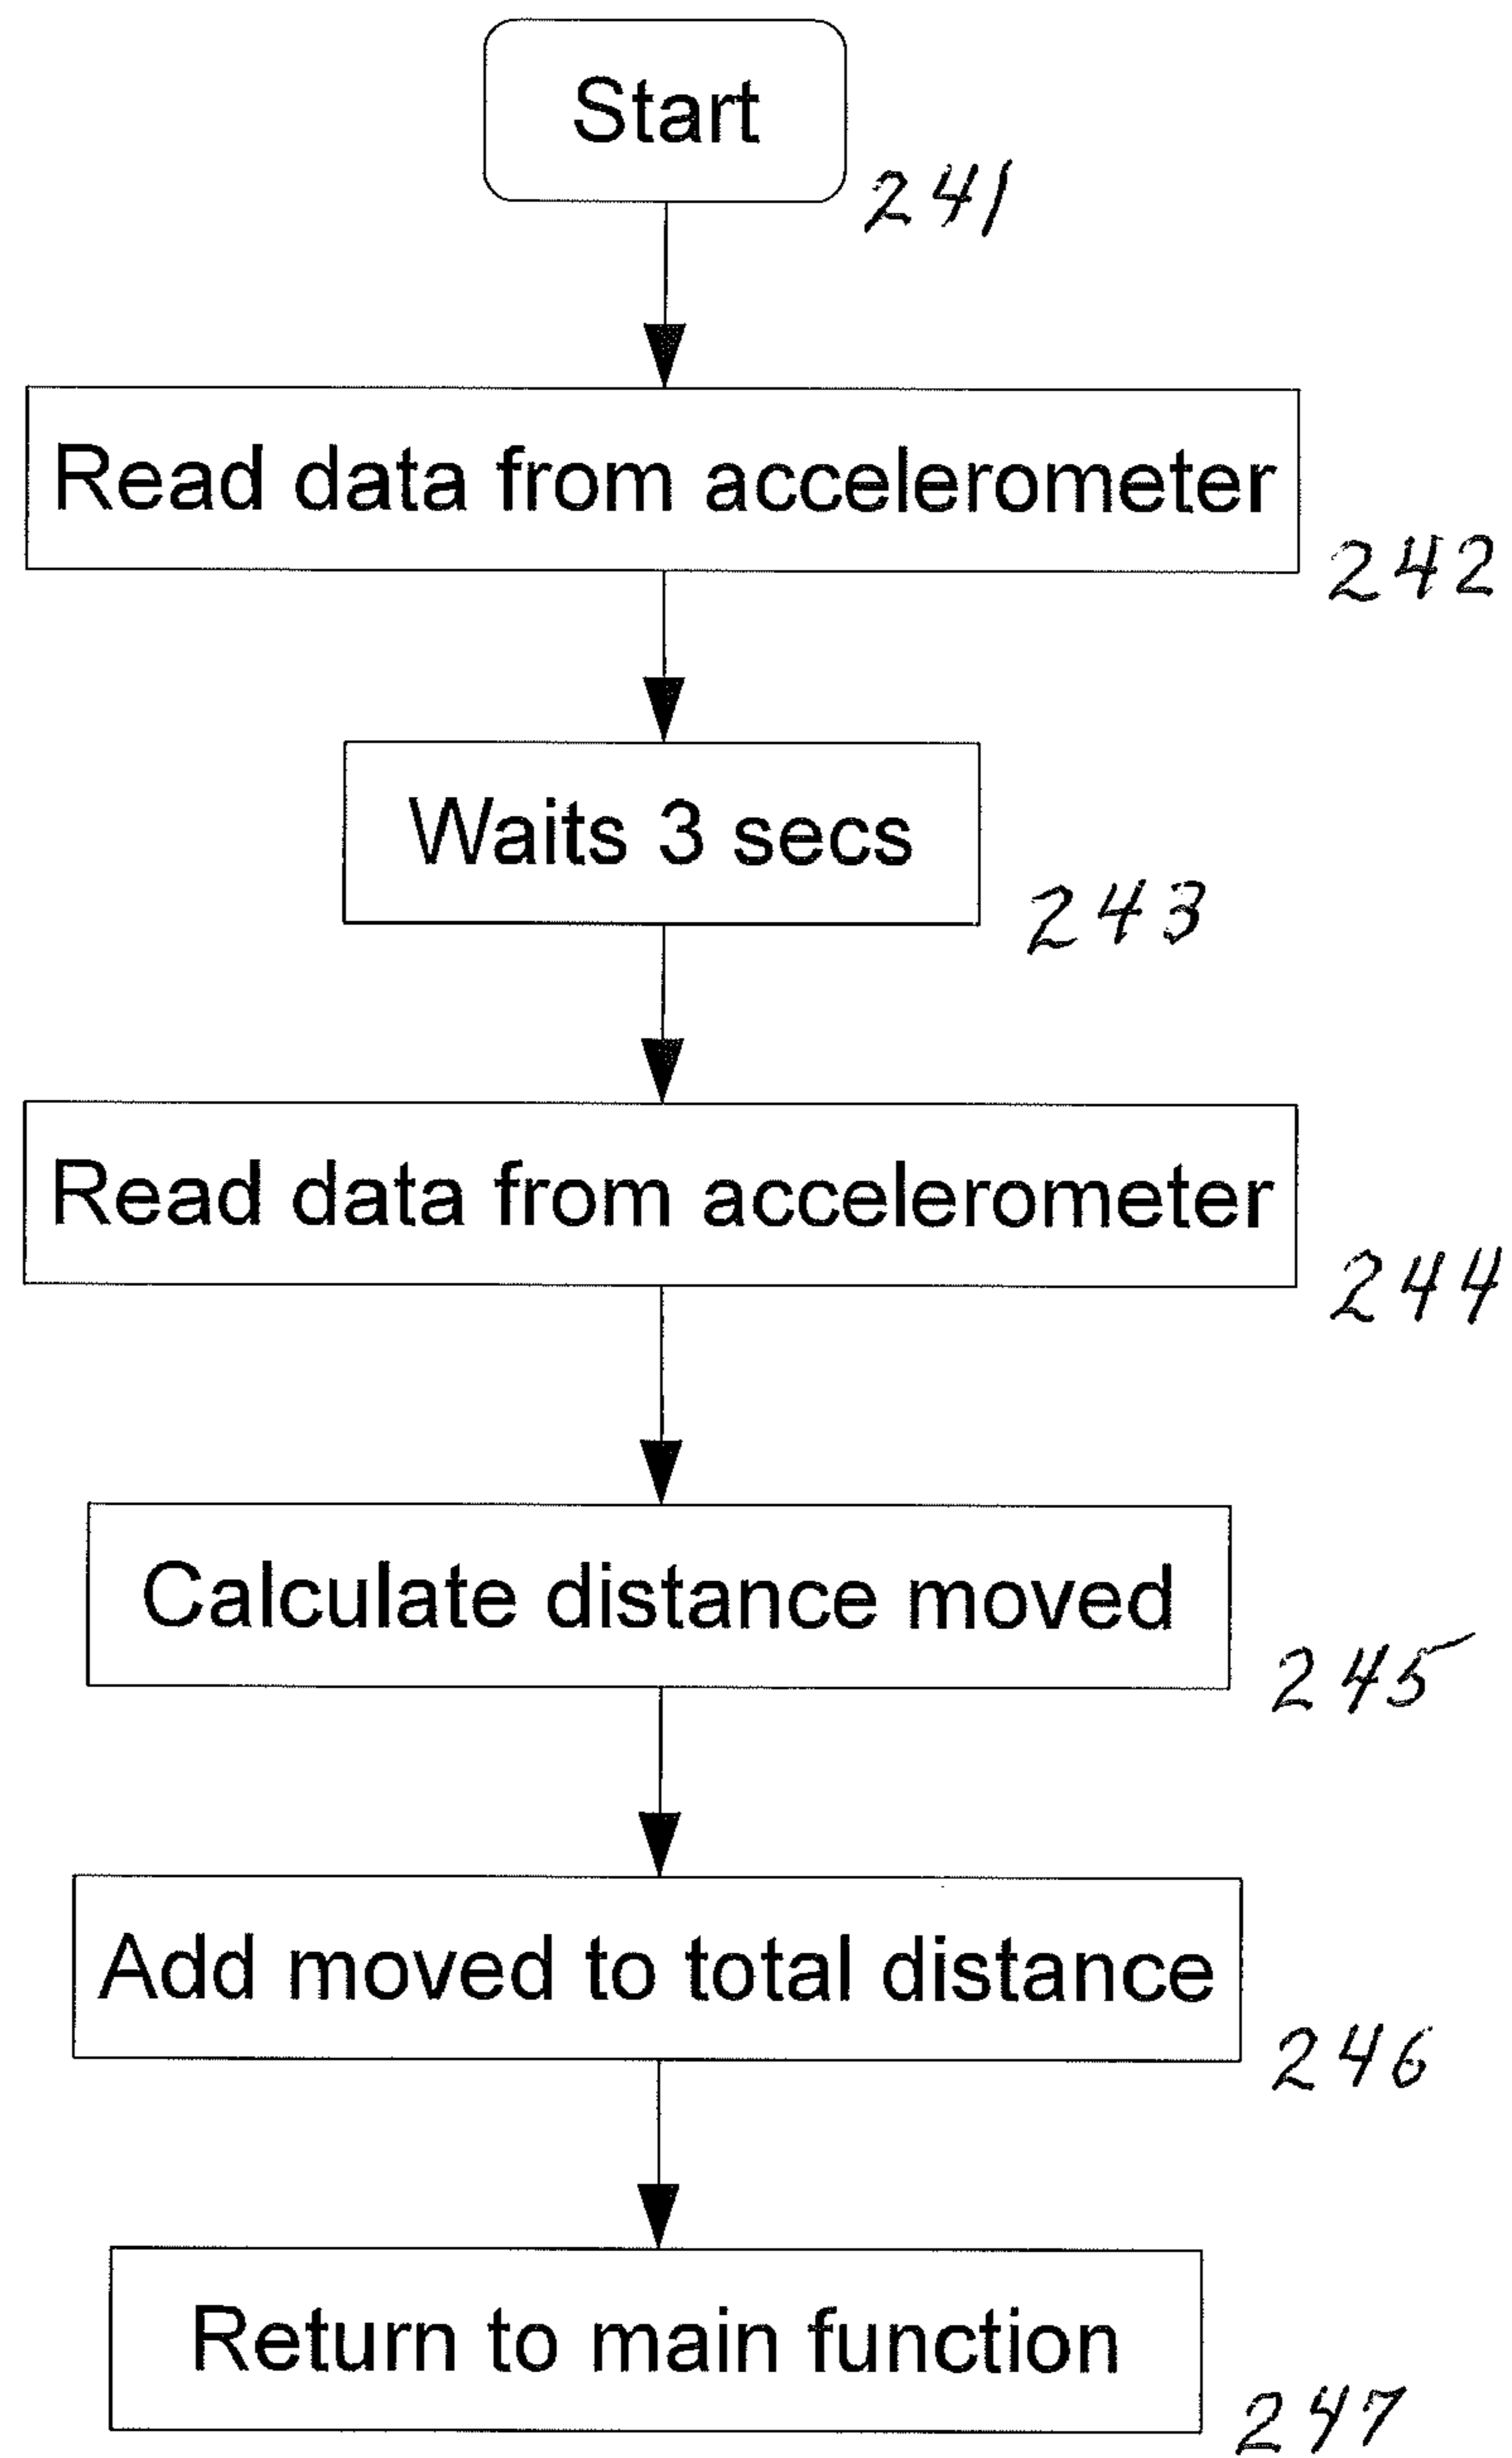 Start
241
Read data from accelerometer
242
Waits 3 secs
243
Read data from accelerometer
244
Calculate distance moved
245
Add moved to total distance
246
Return to main function
247